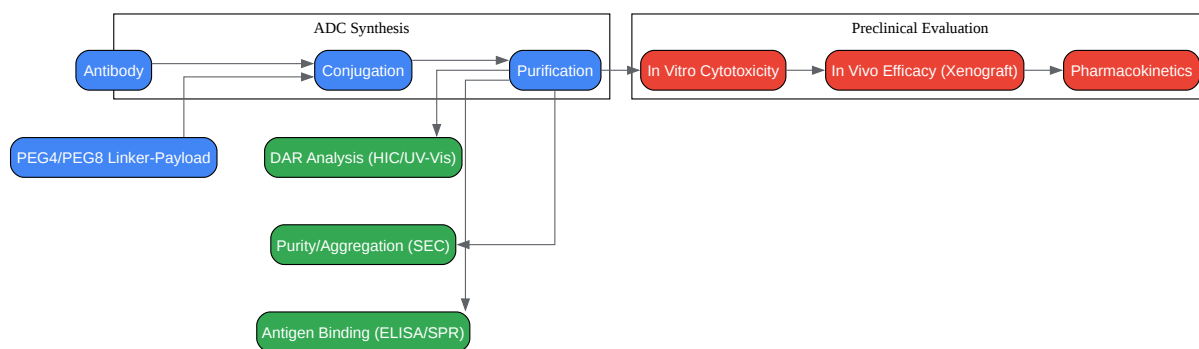 ADC Synthesis
Preclinical Evaluation
Antibody
Conjugation
Purification
In Vitro Cytotoxicity
In Vivo Efficacy (Xenograft)
Pharmacokinetics
PEG4/PEG8 Linker-Payload
DAR Analysis (HIC/UV-Vis)
Purity/Aggregation (SEC)
Antigen Binding (ELISA/SPR)